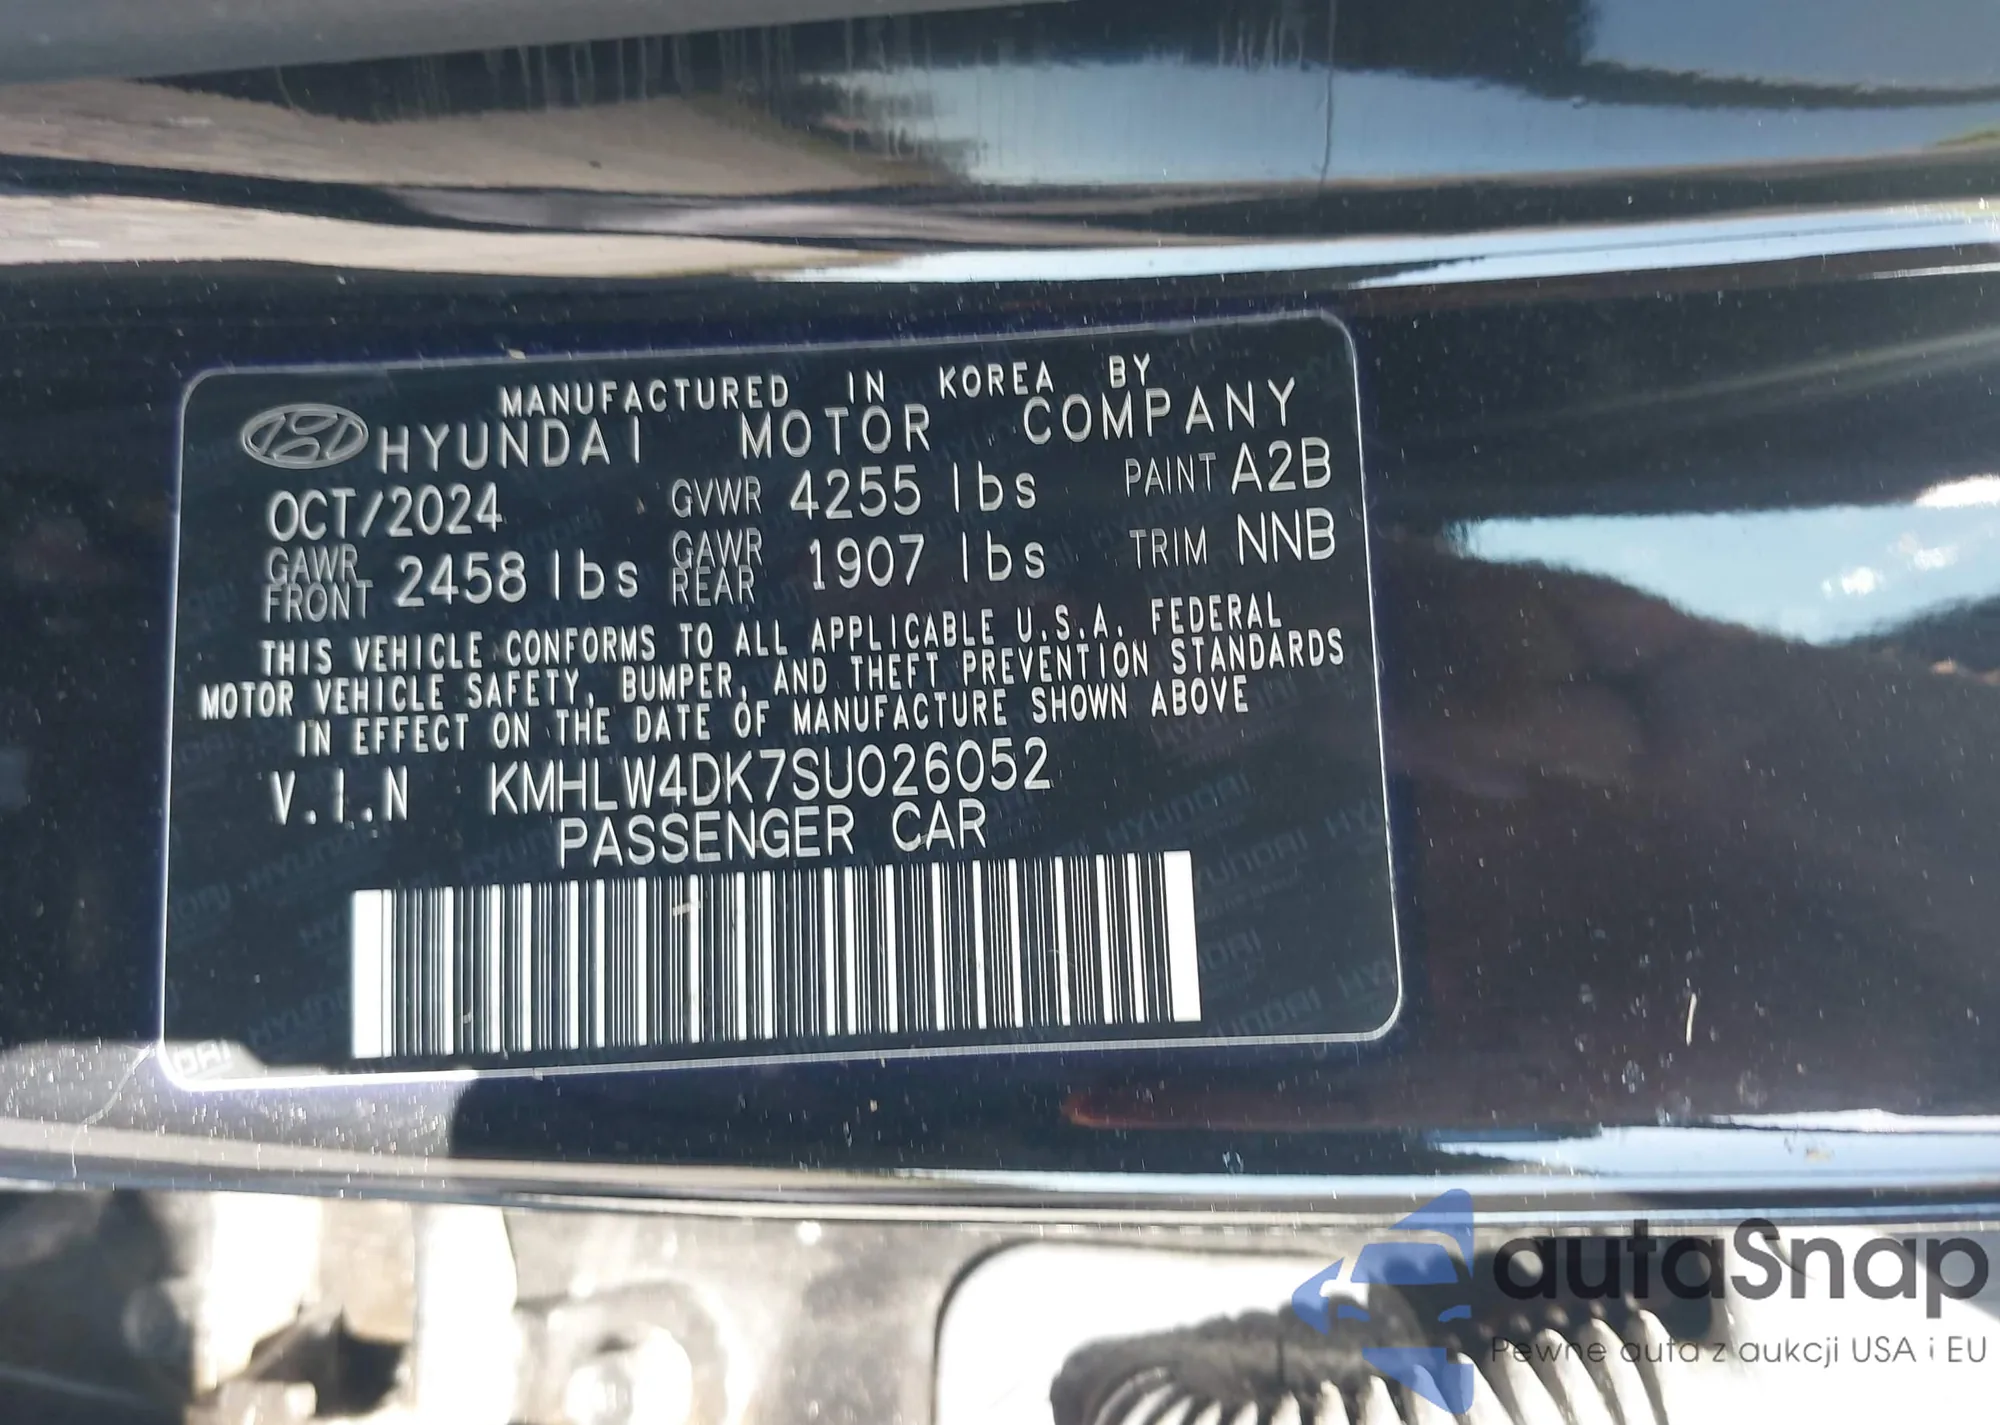 MANUFACTURED IN KOREA BY
HYUNDAI MOTOR COMPANY
OCT/2024 GVWR 4255 lbs PAINT A2B
GAWR FRONT 2458 lbs GAWR REAR 1907 lbs TRIM NNB
THIS VEHICLE CONFORMS TO ALL APPLICABLE U.S.A. FEDERAL
MOTOR VEHICLE SAFETY, BUMPER, AND THEFT PREVENTION STANDARDS
IN EFFECT ON THE DATE OF MANUFACTURE SHOWN ABOVE
V.I.N KMHLW4DK7SU026052
PASSENGER CAR
autaSnap
Pewne auta z aukcji USA i EU